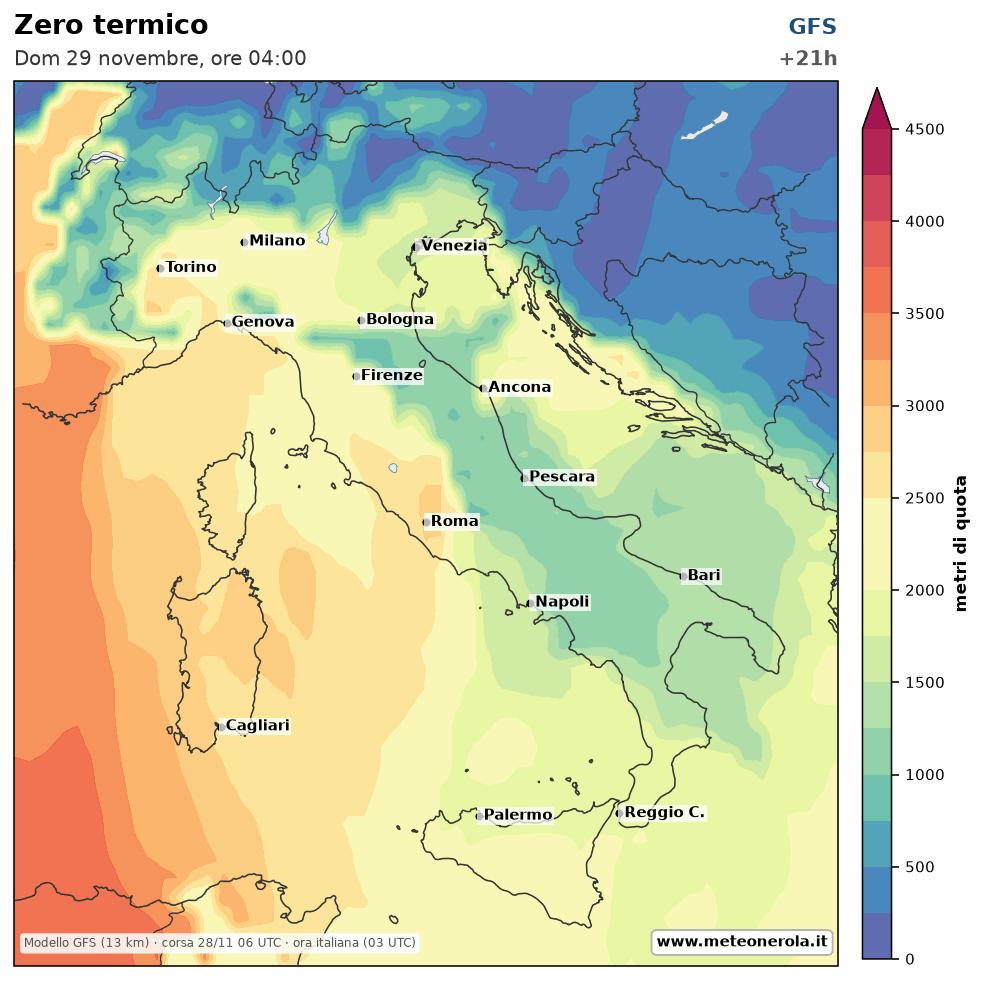 Zero termico
GFS
Dom 29 novembre, ore 04:00
+21h
Milano
Venezia
Torino
Genova
Bologna
Firenze
Ancona
Pescara
Roma
Bari
Napoli
Cagliari
Palermo
Reggio C.
4500
4000
3500
3000
2500
2000
1500
1000
500
0
metri di quota
Modello GFS (13 km) · corsa 28/11 06 UTC · ora italiana (03 UTC)
www.meteonerola.it